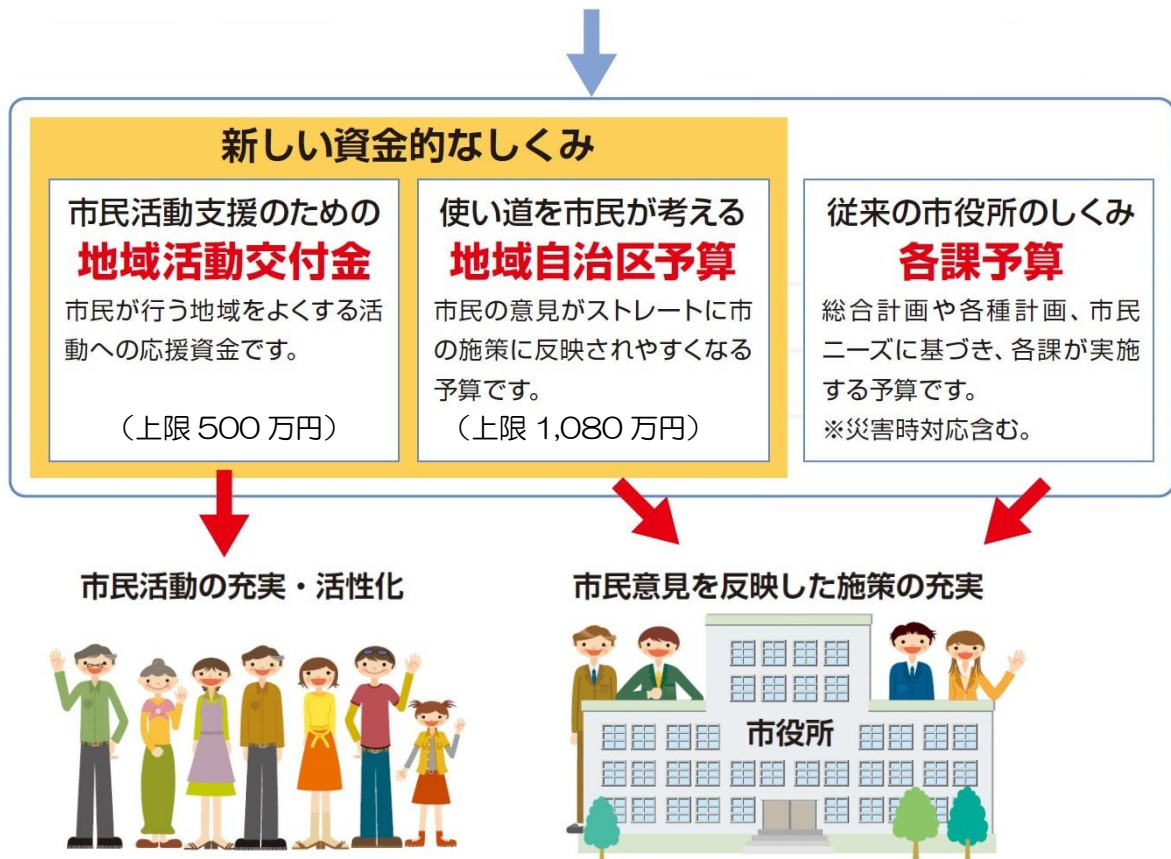 新しい資金的なしくみ
市民活動支援のための
地域活動交付金
市民が行う地域をよくする活
動への応援資金です。
（上限 500 万円）
使い道を市民が考える
地域自治区予算
市民の意見がストレートに市
の施策に反映されやすくなる
予算です。
（上限 1,080 万円）
従来の市役所のしくみ
各課予算
総合計画や各種計画、市民
ニーズに基づき、各課が実施
する予算です。
※災害時対応含む。
市民活動の充実・活性化
市民意見を反映した施策の充実
市役所